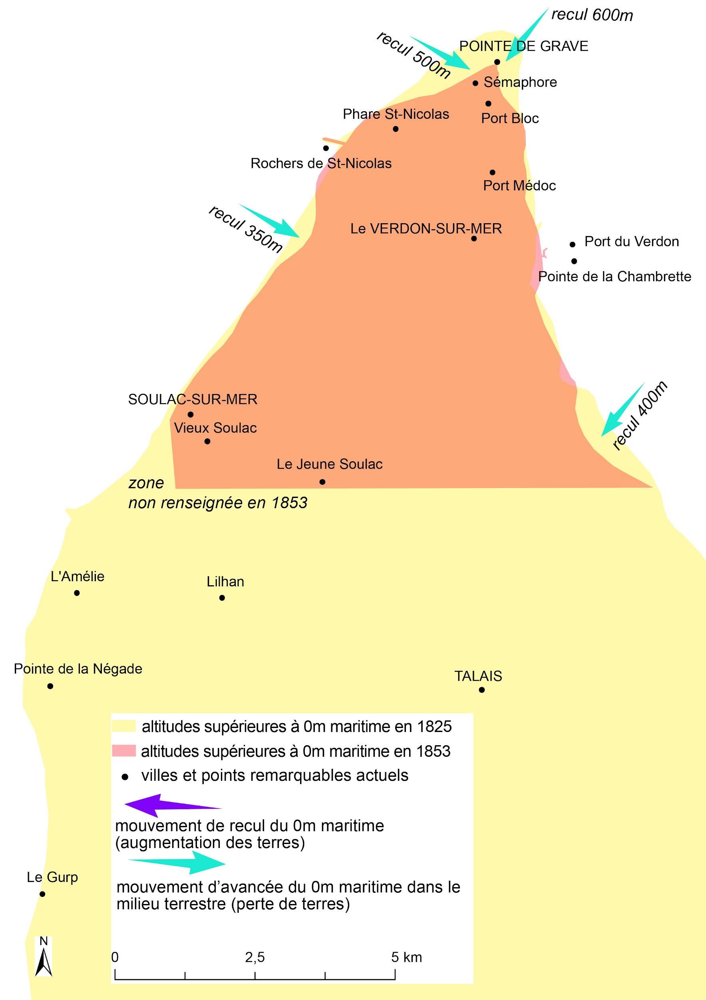 recul 600m
recul 500m
POINTE DE GRAVE
Sémaphore
Phare St-Nicolas
Port Bloc
Rochers de St-Nicolas
Port Médoc
recul 350m
Le VERDON-SUR-MER
Port du Verdon
Pointe de la Chambrette
SOULAC-SUR-MER
recul 400m
Vieux Soulac
Le Jeune Soulac
zone
non renseignée en 1853
L'Amélie
Lilhan
Pointe de la Négade
TALAIS
altitudes supérieures à 0m maritime en 1825
altitudes supérieures à 0m maritime en 1853
villes et points remarquables actuels
mouvement de recul du 0m maritime
(augmentation des terres)
Le Gurp
mouvement d’avancée du 0m maritime dans le
milieu terrestre (perte de terres)
N
0 2,5 5 km